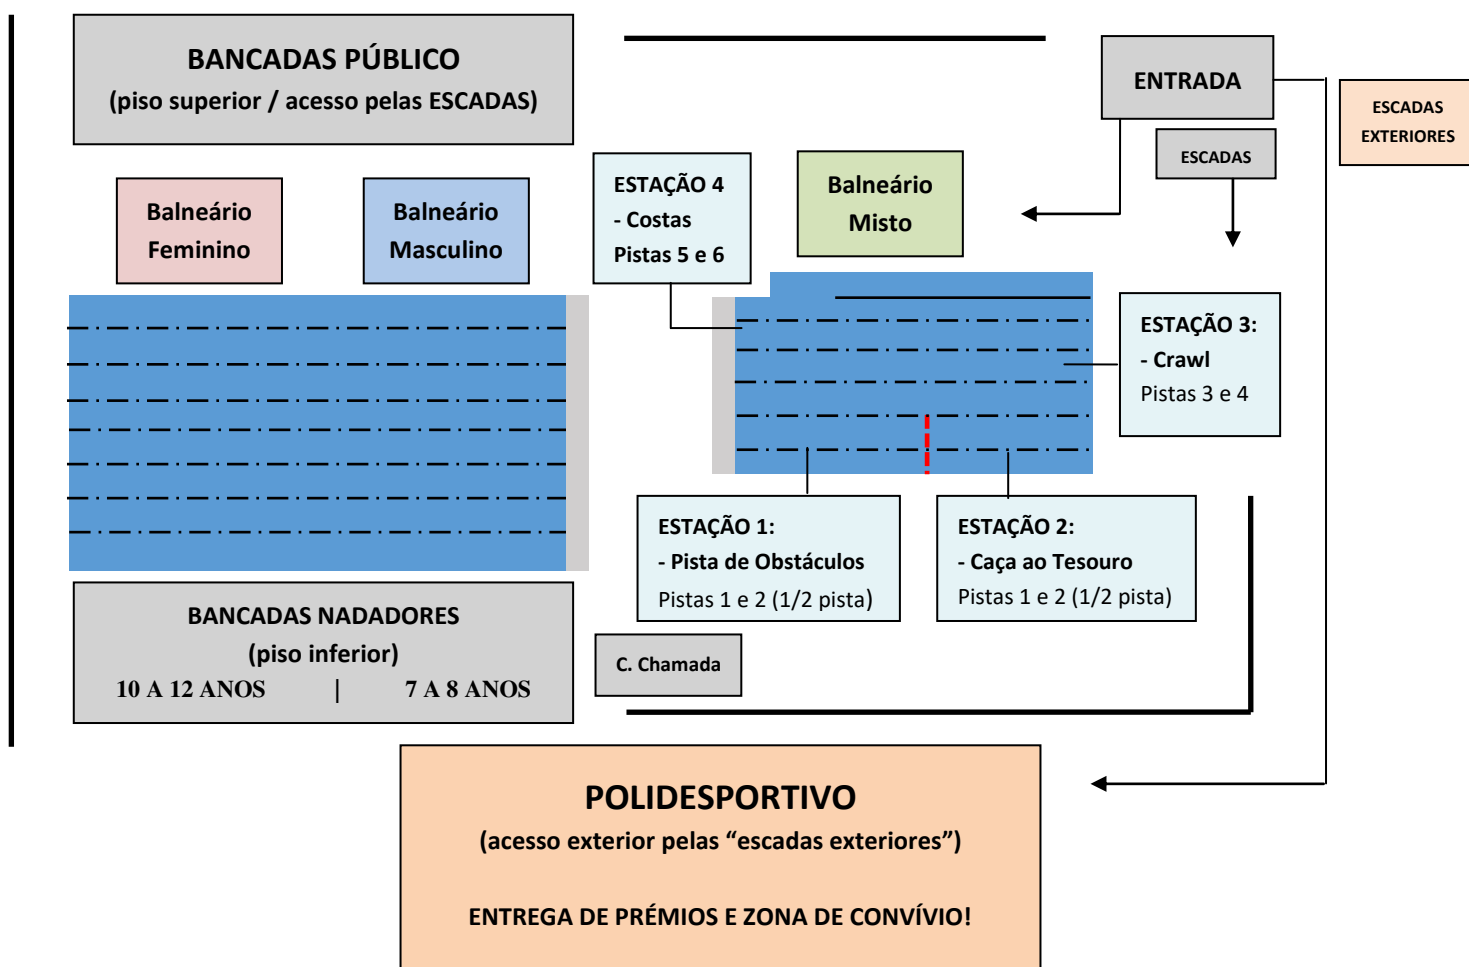 BANCADAS PÚBLICO
(piso superior / acesso pelas ESCADAS)
ENTRADA
ESCADAS
EXTERIORES
ESCADAS
Balneário
Feminino
Balneário
Masculino
ESTAÇÃO 4
- Costas
Pistas 5 e 6
Balneário
Misto
ESTAÇÃO 3:
- Crawl
Pistas 3 e 4
ESTAÇÃO 1:
- Pista de Obstáculos
Pistas 1 e 2 (1/2 pista)
ESTAÇÃO 2:
- Caça ao Tesouro
Pistas 1 e 2 (1/2 pista)
BANCADAS NADADORES
(piso inferior)
10 A 12 ANOS | 7 A 8 ANOS
C. Chamada
POLIDESPORTIVO
(acesso exterior pelas “escadas exteriores”)
ENTREGA DE PRÉMIOS E ZONA DE CONVÍVIO!